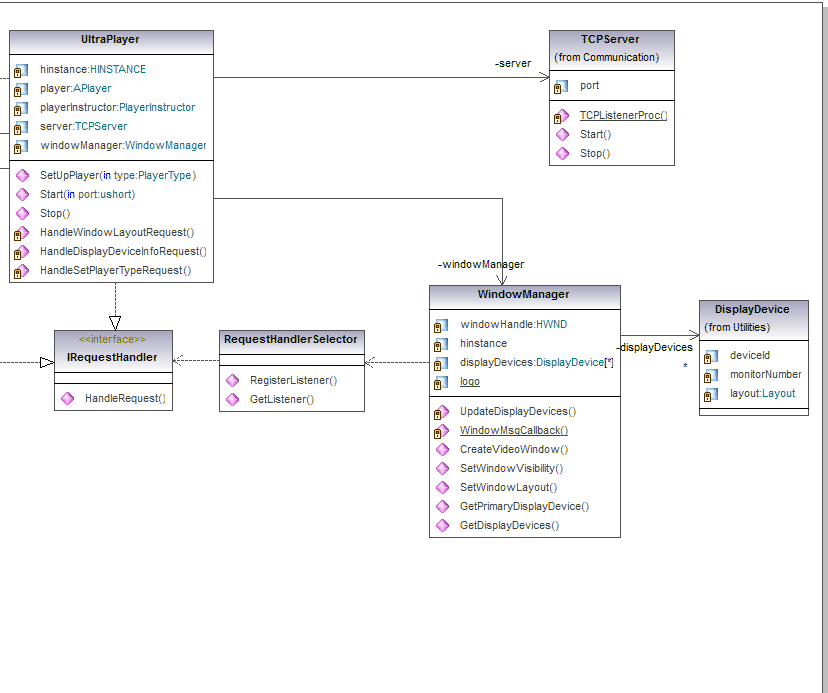 UltraPlayer
hinstance:HINSTANCE
player:APlayer
playerInstructor:PlayerInstructor
server:TCPServer
windowManager:WindowManager
SetUpPlayer(in type:PlayerType)
Start(in port:ushort)
Stop()
HandleWindowLayoutRequest()
HandleDisplayDeviceInfoRequest()
HandleSetPlayerTypeRequest()
-server
TCPServer
(from Communication)
port
TCPListenerProc()
Start()
Stop()
-windowManager
<<interface>>
IRequestHandler
HandleRequest()
RequestHandlerSelector
RegisterListener()
GetListener()
WindowManager
windowHandle:HWND
hinstance
displayDevices:DisplayDevice[*]
logo
UpdateDisplayDevices()
WindowMsgCallback()
CreateVideoWindow()
SetWindowVisibility()
SetWindowLayout()
GetPrimaryDisplayDevice()
GetDisplayDevices()
-displayDevices
*
DisplayDevice
(from Utilities)
deviceId
monitorNumber
layout:Layout